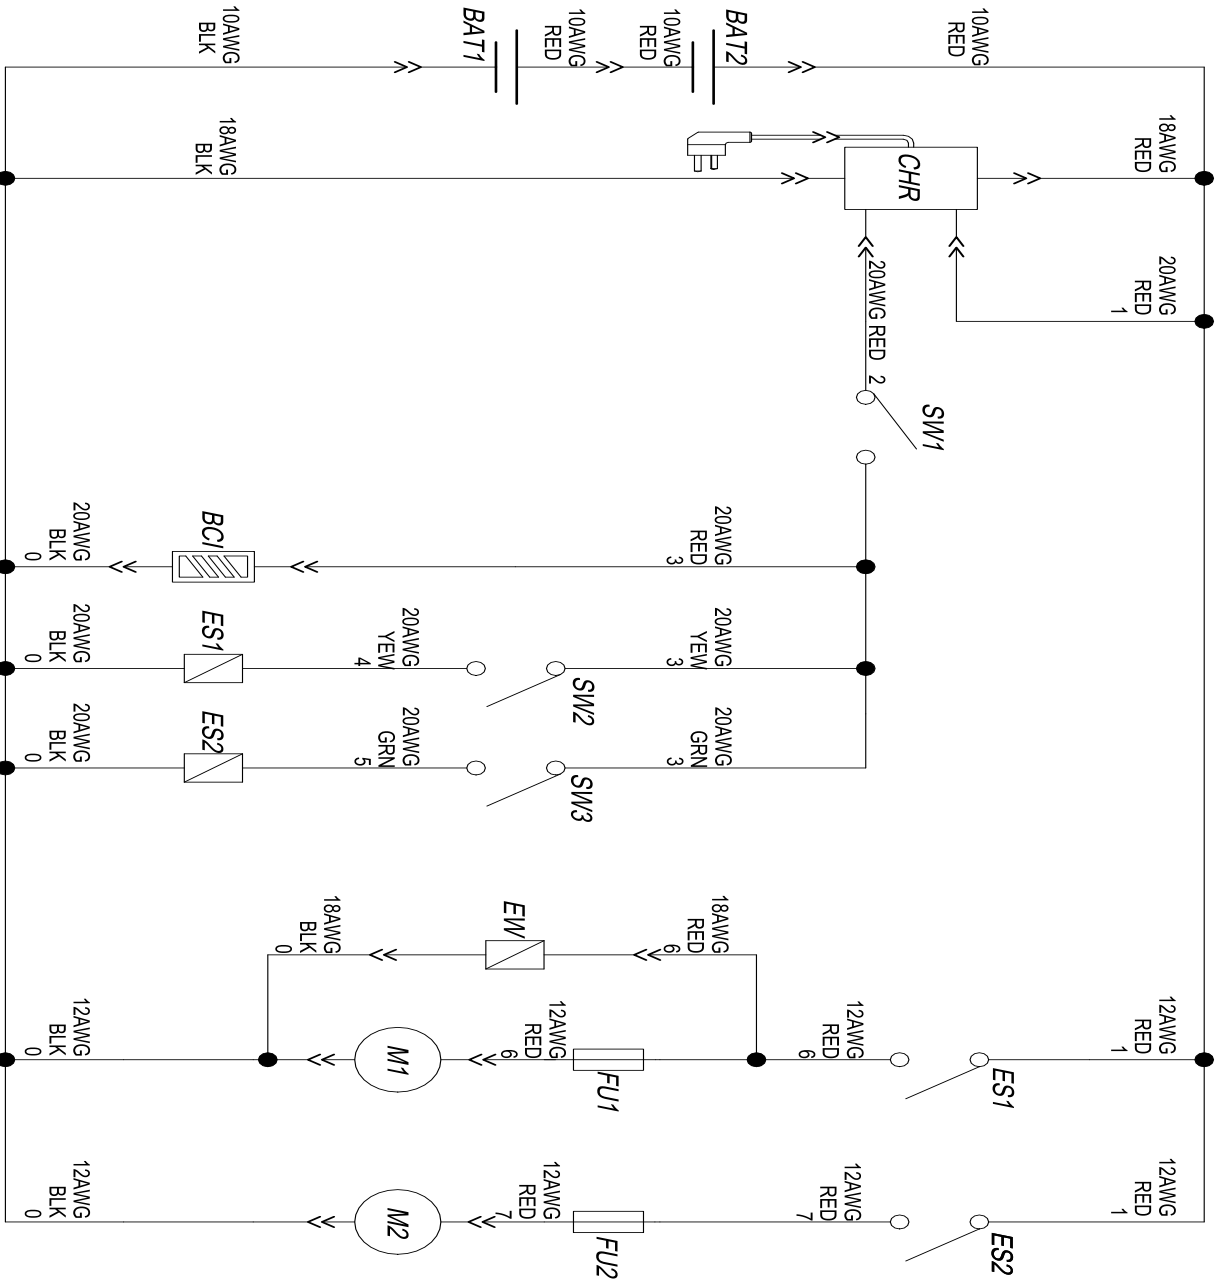 10AWG
BLK
BAT1
10AWG
RED
10AWG
RED
BAT2
10AWG
RED
18AWG
BLK
CHR
18AWG
RED
20AWG
RED
1
20AWG RED 2
SW1
20AWG
BLK
0
BCI
20AWG
RED
3
20AWG
BLK
0
ES1
20AWG
YEW
4
SW2
20AWG
YEW
3
20AWG
BLK
0
ES2
20AWG
GRN
5
SW3
20AWG
GRN
3
18AWG
BLK
0
EW
18AWG
RED
6
12AWG
BLK
0
M1
12AWG
RED
6
FU1
12AWG
RED
6
ES1
12AWG
RED
1
12AWG
BLK
0
M2
12AWG
RED
7
FU2
12AWG
RED
7
ES2
12AWG
RED
1